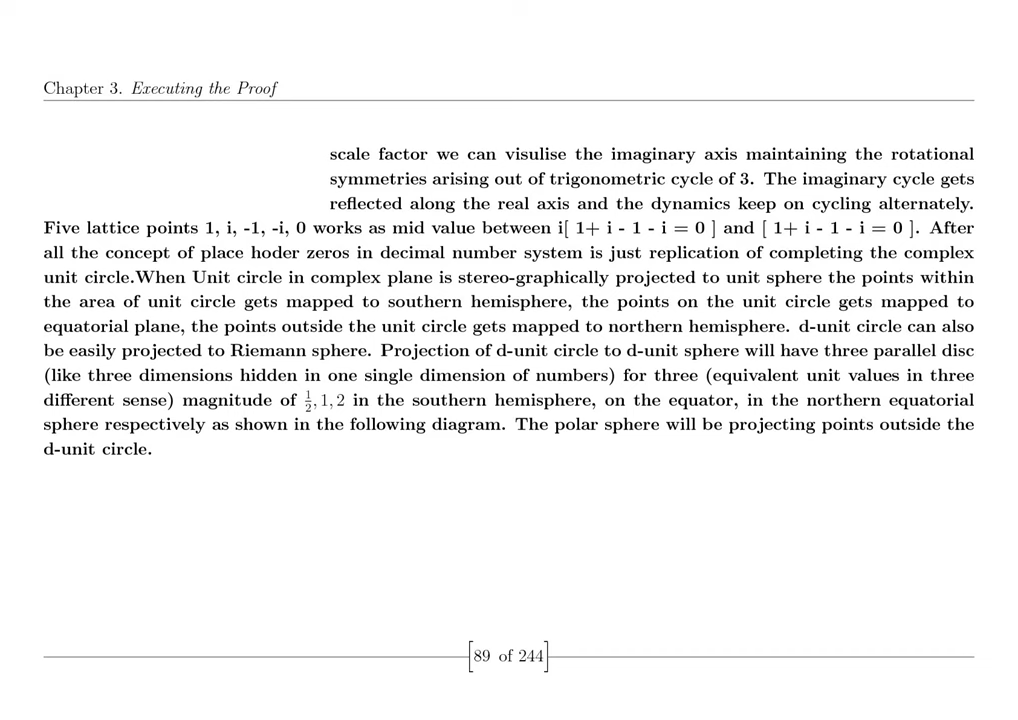 Chapter 3. Executing the Proof
scale factor we can visulise the imaginary axis maintaining the rotational
symmetries arising out of trigonometric cycle of 3. The imaginary cycle gets
reflected along the real axis and the dynamics keep on cycling alternately.
Five lattice points 1, i, -1, -i, 0 works as mid value between i[ 1+ i - 1 - i = 0 ] and [ 1+ i - 1 - i = 0 ]. After
all the concept of place hoder zeros in decimal number system is just replication of completing the complex
unit circle.When Unit circle in complex plane is stereo-graphically projected to unit sphere the points within
the area of unit circle gets mapped to southern hemisphere, the points on the unit circle gets mapped to
equatorial plane, the points outside the unit circle gets mapped to northern hemisphere. d-unit circle can also
be easily projected to Riemann sphere. Projection of d-unit circle to d-unit sphere will have three parallel disc
(like three dimensions hidden in one single dimension of numbers) for three (equivalent unit values in three
different sense) magnitude of 1/2, 1, 2 in the southern hemisphere, on the equator, in the northern equatorial
sphere respectively as shown in the following diagram. The polar sphere will be projecting points outside the
d-unit circle.
[89 of 244]